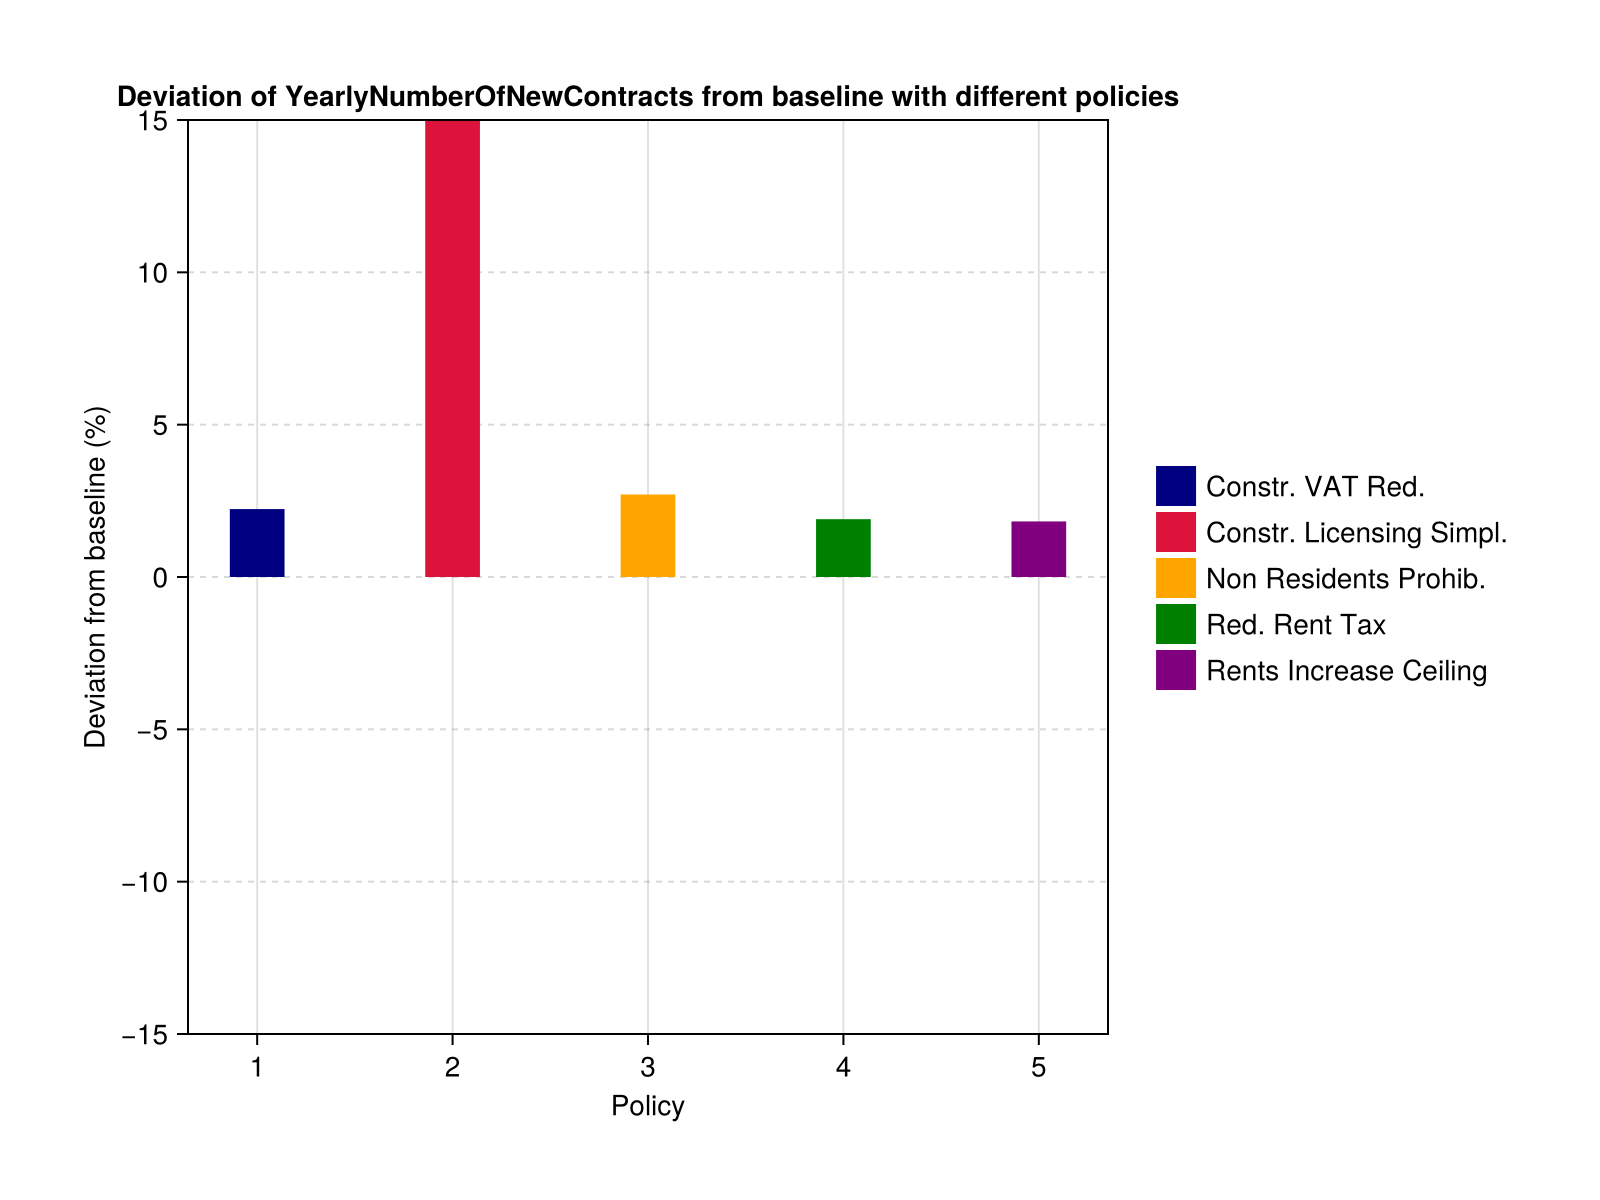 Deviation of YearlyNumberOfNewContracts from baseline with different policies
15
10
5
0
−5
−10
−15
Deviation from baseline (%)
1 2 3 4 5
Policy
Constr. VAT Red.
Constr. Licensing Simpl.
Non Residents Prohib.
Red. Rent Tax
Rents Increase Ceiling